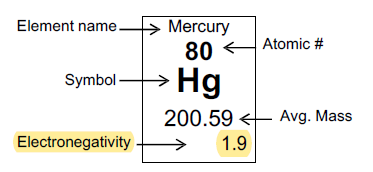 Element name Mercury
80 Atomic #
Symbol Hg
200.59 Avg. Mass
Electronegativity 1.9